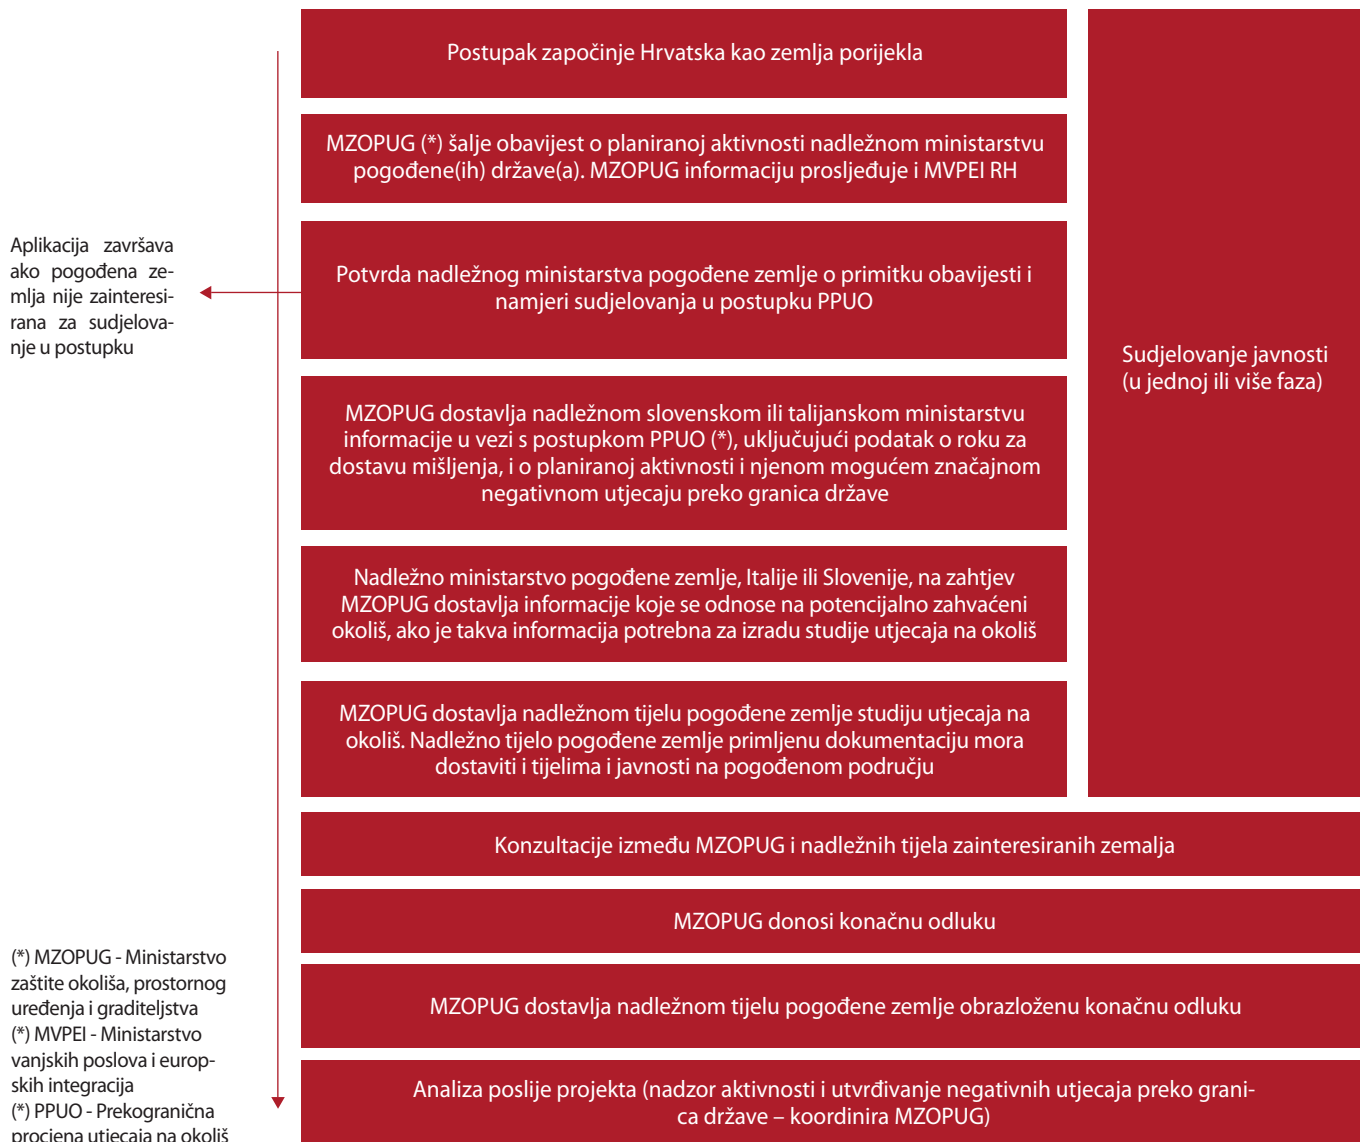 Postupak započinje Hrvatska kao zemlja porijekla
MZOPUG (*) šalje obavijest o planiranoj aktivnosti nadležnom ministarstvu
pogođene(ih) države(a). MZOPUG informaciju prosljeđuje i MVPEI RH
Aplikacija završava
ako pogođena ze-
mlja nije zainteresi-
rana za sudjelova-
nje u postupku
Potvrda nadležnog ministarstva pogođene zemlje o primitku obavijesti i
namjeri sudjelovanja u postupku PPUO
MZOPUG dostavlja nadležnom slovenskom ili talijanskom ministarstvu
informacije u vezi s postupkom PPUO (*), uključujući podatak o roku za
dostavu mišljenja, i o planiranoj aktivnosti i njenom mogućem značajnom
negativnom utjecaju preko granica države
Nadležno ministarstvo pogođene zemlje, Italije ili Slovenije, na zahtjev
MZOPUG dostavlja informacije koje se odnose na potencijalno zahvaćeni
okoliš, ako je takva informacija potrebna za izradu studije utjecaja na okoliš
MZOPUG dostavlja nadležnom tijelu pogođene zemlje studiju utjecaja na
okoliš. Nadležno tijelo pogođene zemlje primljenu dokumentaciju mora
dostaviti i tijelima i javnosti na pogođenom području
Sudjelovanje javnosti
(u jednoj ili više faza)
Konzultacije između MZOPUG i nadležnih tijela zainteresiranih zemalja
MZOPUG donosi konačnu odluku
MZOPUG dostavlja nadležnom tijelu pogođene zemlje obrazloženu konačnu odluku
Analiza poslije projekta (nadzor aktivnosti i utvrđivanje negativnih utjecaja preko grani-
ca države – koordinira MZOPUG)
(*) MZOPUG - Ministarstvo
zaštite okoliša, prostornog
uređenja i graditeljstva
(*) MVPEI - Ministarstvo
vanjskih poslova i europ-
skih integracija
(*) PPUO - Prekogranična
procjena utjecaja na okoliš